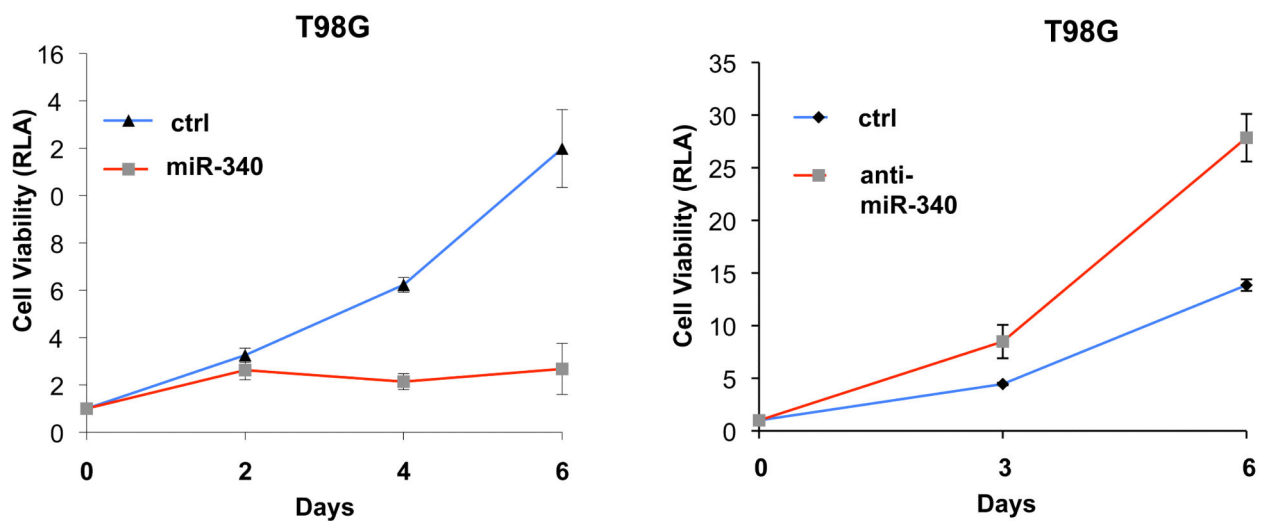 T98G
16
4
2
0
8
6
4
2
0
Cell Viability (RLA)
ctrl
miR-340
0 2 4 6
Days
T98G
35
30
25
20
15
10
5
0
Cell Viability (RLA)
ctrl
anti-
miR-340
0 3 6
Days